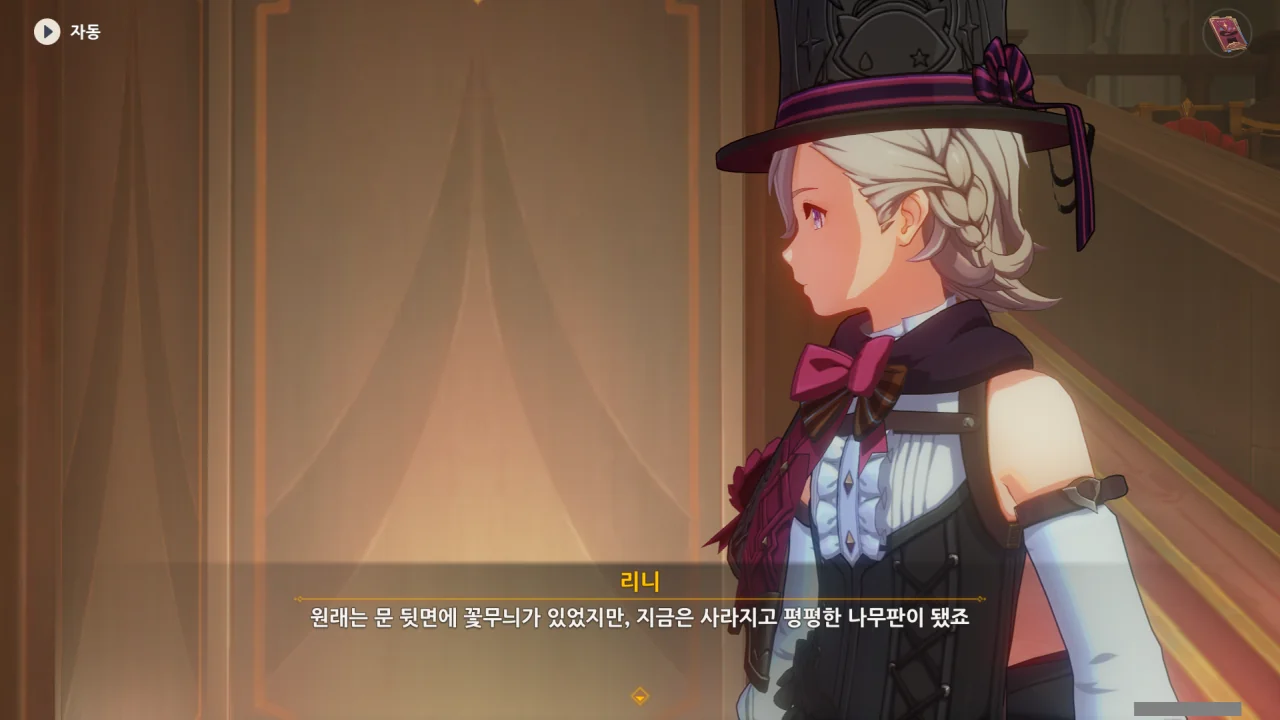 자동
리니
원래는 문 뒷면에 꽃무늬가 있었지만, 지금은 사라지고 평평한 나무판이 됐죠